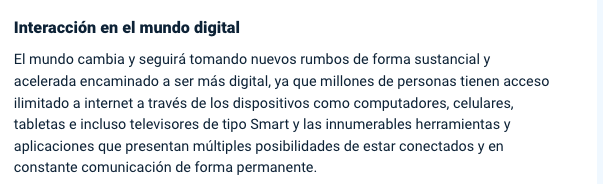 Interacción en el mundo digital
El mundo cambia y seguirá tomando nuevos rumbos de forma sustancial y
acelerada encaminado a ser más digital, ya que millones de personas tienen acceso
ilimitado a internet a través de los dispositivos como computadores, celulares,
tabletas e incluso televisores de tipo Smart y las innumerables herramientas y
aplicaciones que presentan múltiples posibilidades de estar conectados y en
constante comunicación de forma permanente.